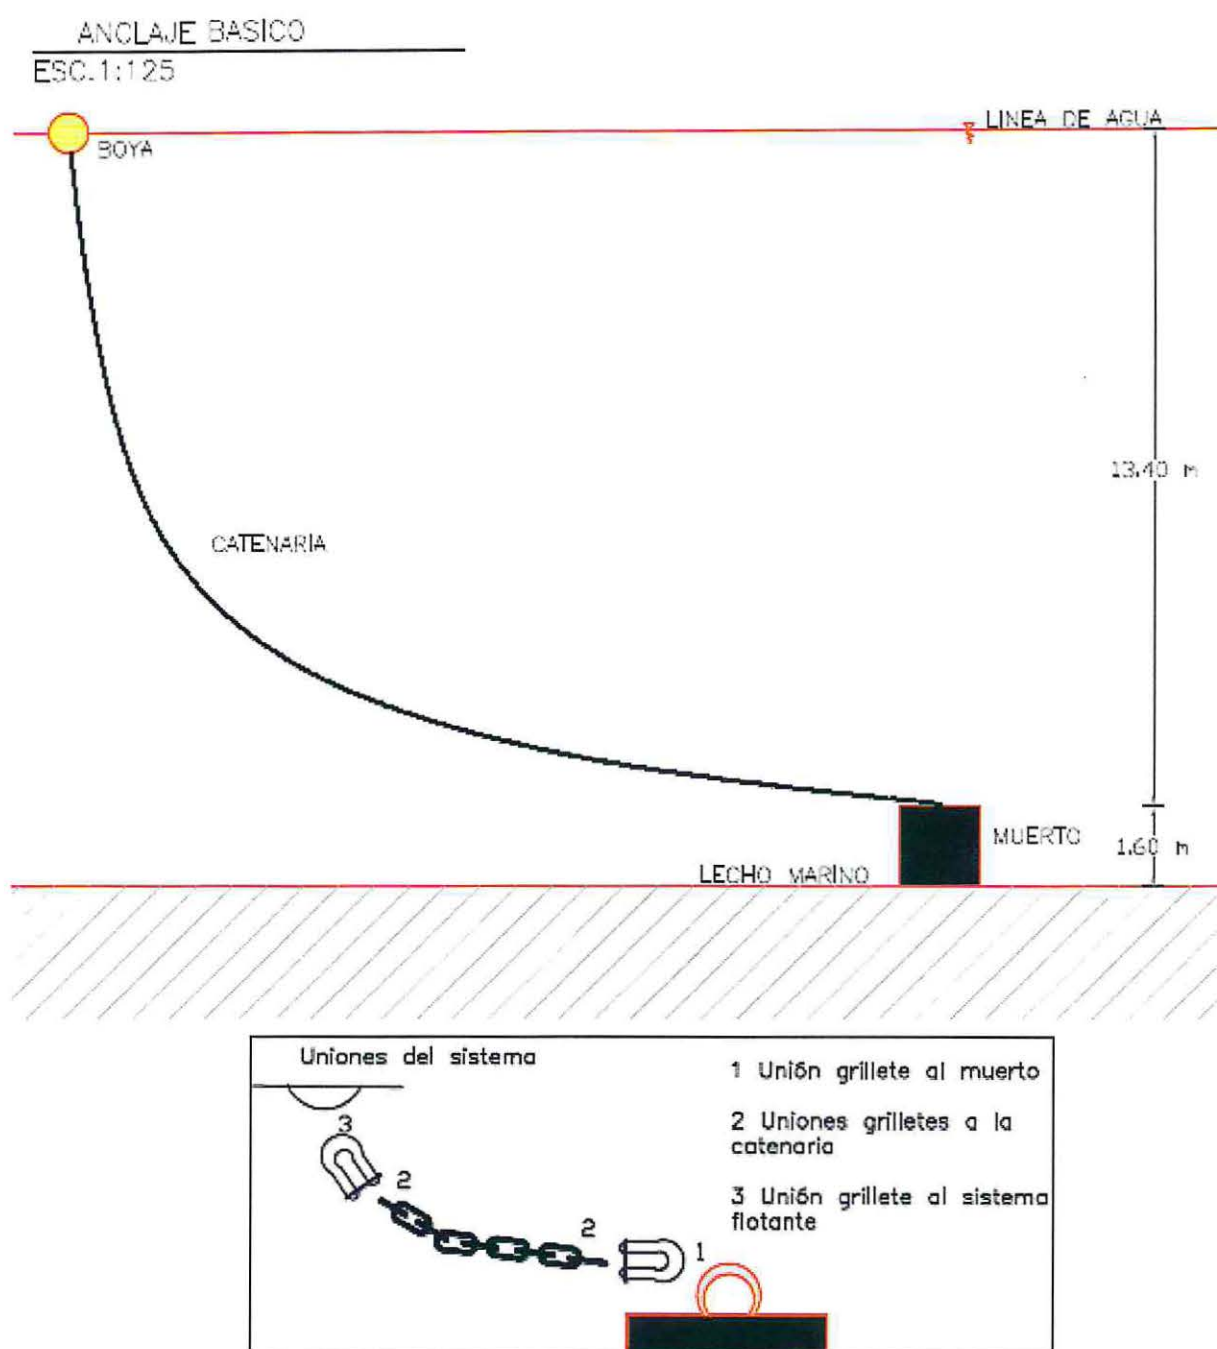 ANCLAJE BASICO
ESC.1:125
LINEA DE AGUA
BOYA
13.40 m
CATENARIA
MUERTO
1.60 m
LECHO MARINO
Uniones del sistema
1 Unión grillete al muerto
2 Uniones grilletes a la
catenaria
3 Unión grillete al sistema
flotante
3
2
2
1